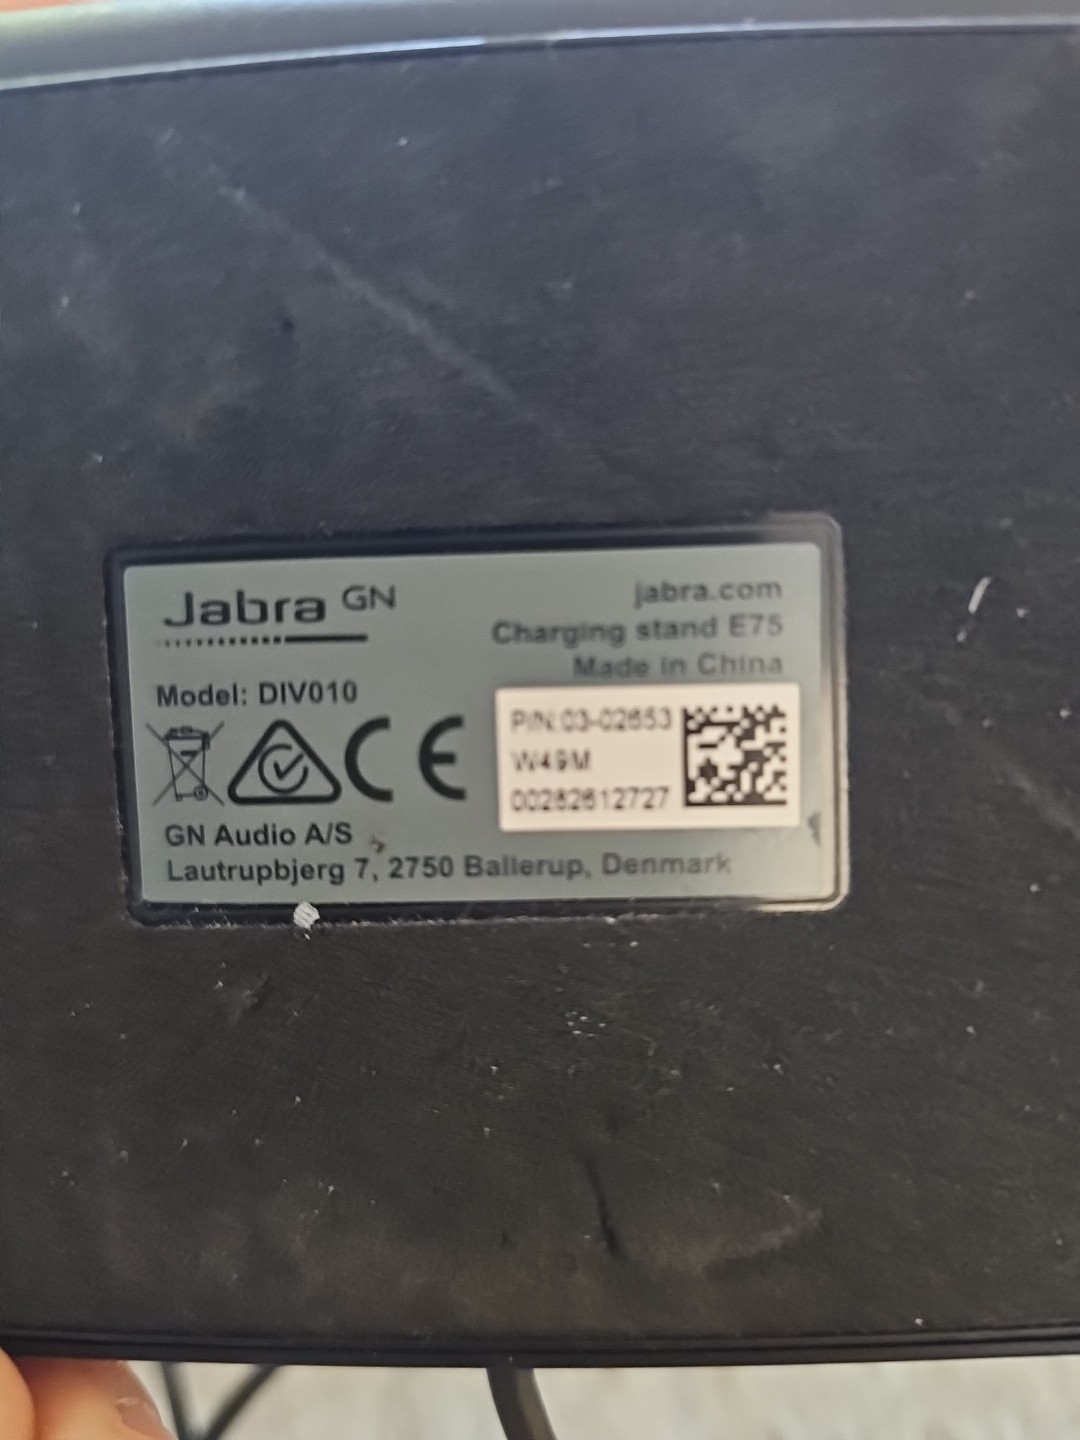 Jabra GN
jabra.com
Charging stand E75
Made in China
Model: DIV010
P/N:03-02653
W49M
00282612727
CE
GN Audio A/S
Lautrupbjerg 7, 2750 Ballerup, Denmark